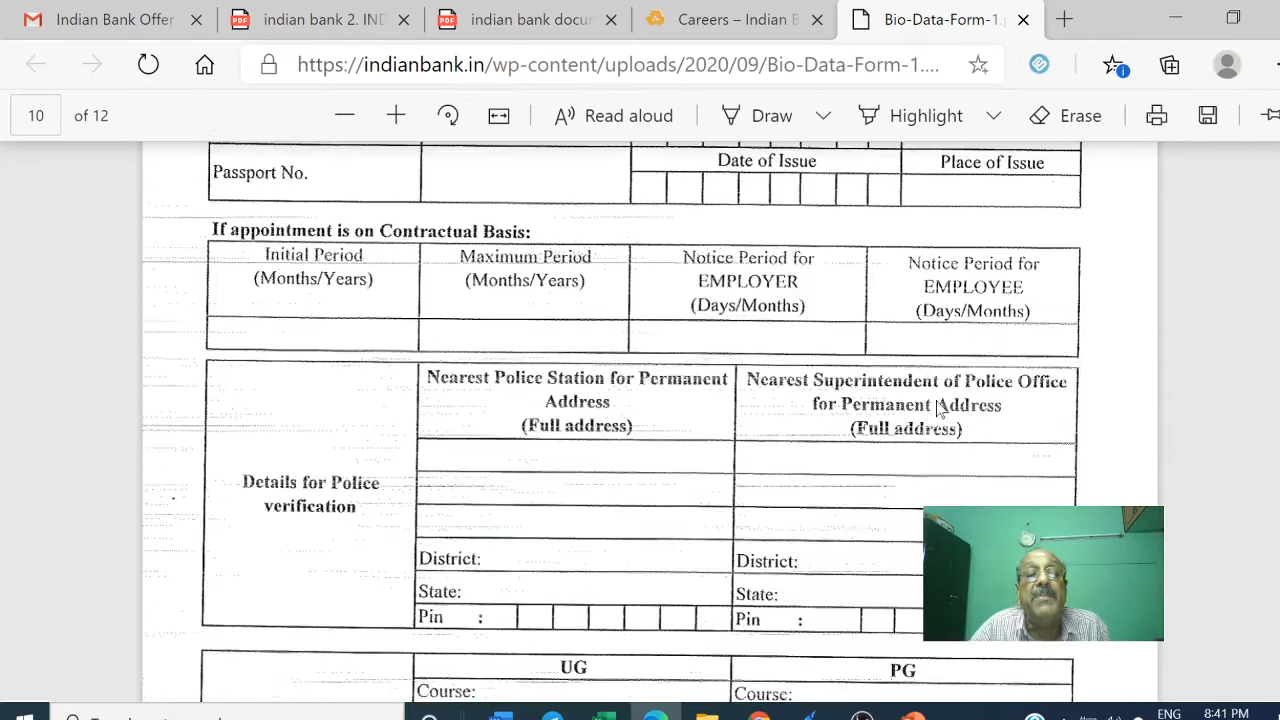 Indian Bank Offer
indian bank 2. IND
indian bank docu
Careers – Indian B
Bio-Data-Form-1.p
https://indianbank.in/wp-content/uploads/2020/09/Bio-Data-Form-1....
10 of 12
Read aloud
Draw
Highlight
Erase
Passport No.
Date of Issue
Place of Issue
If appointment is on Contractual Basis:
Initial Period
(Months/Years)
Maximum Period
(Months/Years)
Notice Period for
EMPLOYER
(Days/Months)
Notice Period for
EMPLOYEE
(Days/Months)
Details for Police
verification
Nearest Police Station for Permanent
Address
(Full address)
Nearest Superintendent of Police Office
for Permanent Address
(Full address)
District:
District:
State:
State:
Pin :
Pin :
UG
PG
Course:
Course:
ENG
8:41 PM